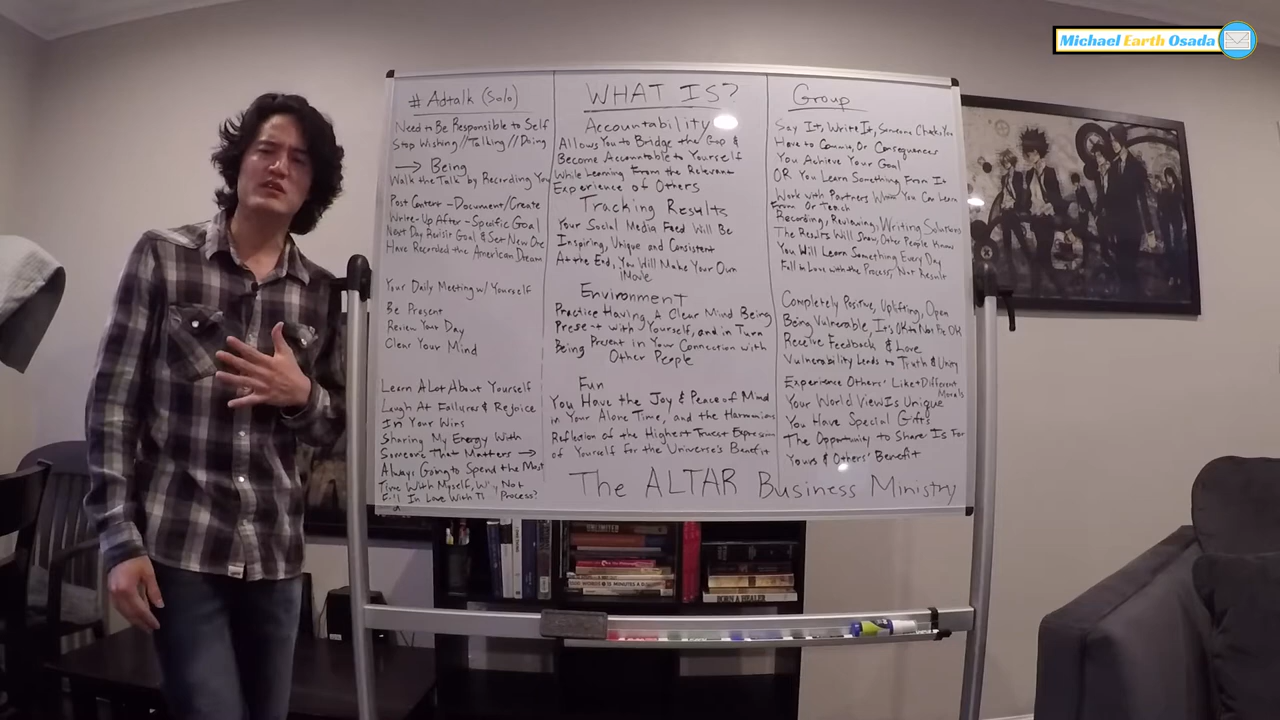 Michael Earth Osada
# Adtalk (Solo)
Need to Be Responsible to Self
Stop Wishing//Talking//Doing
→ Being
Walk the Talk by Recording You
Post Content - Document/Create
Write-Up After - Specific Goal
Next Day Revisit Goal & Set New One
Have Recorded the American Dream
Your Daily Meeting w/ Yourself
Be Present
Review Your Day
Clear Your Mind
Learn A Lot About Yourself
Laugh At Failures & Rejoice
In Your Wins
Sharing My Energy With
Someone That Matters →
Always Going to Spend the Most
Time With Myself, Why Not
Fall In Love With Process?
WHAT IS?
Accountability
Allows You to Bridge the Gap &
Become Accountable to Yourself
While Learning From the Relevant
Experience of Others
Tracking Results
Your Social Media Feed Will Be
Inspiring, Unique and Consistent
At the End, You Will Make Your Own
Movie
Environment
Practice Having A Clear Mind Being
Present with Yourself, and in Turn
Being Present in Your Connection with
Other People
Fun
You Have the Joy & Peace of Mind
in Your Alone Time, and the Harmonious
Reflection of the Highest Truest Expression
of Yourself for the Universe's Benefit
The ALTAR Business Ministry
Group
Say It, Write It, Someone Checks You
Have to Commit, Or Consequences
You Achieve Your Goal
OR You Learn Something From It
Work with Partners Who You Can Learn
From Or Teach
Recording, Reviewing, Writing Solutions
The Results Will Show, Other People Know
You Will Learn Something Every Day
Fall in Love with the Process, Not Result
Completely Positive, Uplifting, Open
Being Vulnerable, It's OK to Not Be OK
Receive Feedback & Love
Vulnerability Leads to Truth & Unity
Experience Others' Like & Different
Morals
Your World View Is Unique
You Have Special Gifts
The Opportunity to Share Is For
Yours & Others' Benefit
UNLIMITED
BORN A HEALER